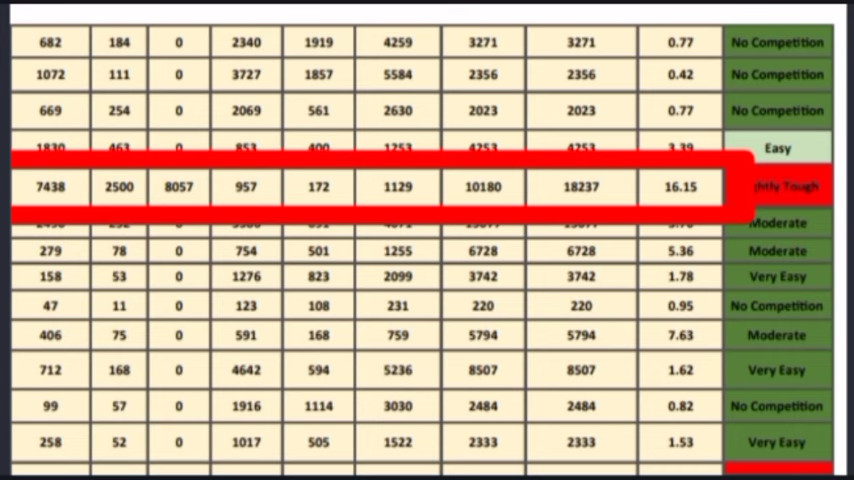 682 184 0 2340 1919 4259 3271 3271 0.77 No Competition
1072 111 0 3727 1857 5584 2356 2356 0.42 No Competition
669 254 0 2069 561 2630 2023 2023 0.77 No Competition
1830 463 0 853 400 1253 4253 4253 3.39 Easy
7438 2500 8057 957 172 1129 10180 18237 16.15 Tough
Moderate
279 78 0 754 501 1255 6728 6728 5.36 Moderate
158 53 0 1276 823 2099 3742 3742 1.78 Very Easy
47 11 0 123 108 231 220 220 0.95 No Competition
406 75 0 591 168 759 5794 5794 7.63 Moderate
712 168 0 4642 594 5236 8507 8507 1.62 Very Easy
99 57 0 1916 1114 3030 2484 2484 0.82 No Competition
258 52 0 1017 505 1522 2333 2333 1.53 Very Easy